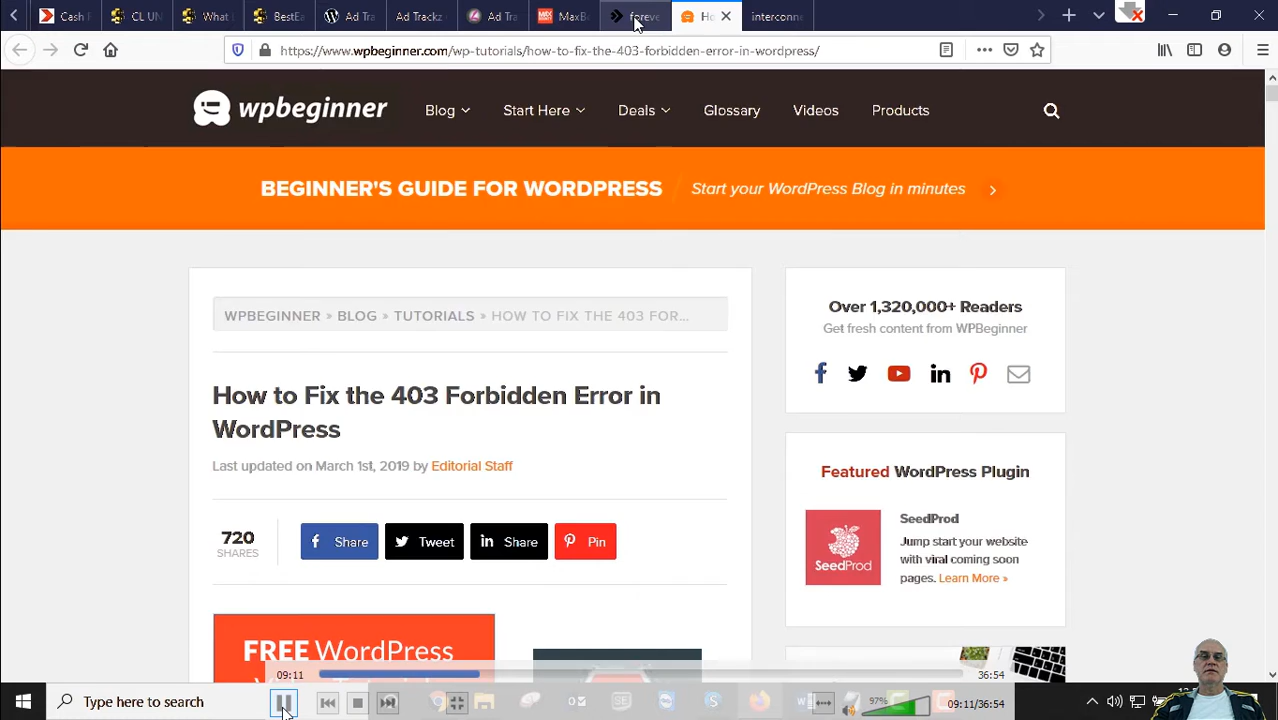 Cash F
CL UN
What I
BestEa
Ad Tra
Ad Trackz
Ad Tra
MaxB
foreve
Ho
interconne
https://www.wpbeginner.com/wp-tutorials/how-to-fix-the-403-forbidden-error-in-wordpress/
wpbeginner
Blog
Start Here
Deals
Glossary
Videos
Products
BEGINNER'S GUIDE FOR WORDPRESS
Start your WordPress Blog in minutes
WPBEGINNER » BLOG » TUTORIALS » HOW TO FIX THE 403 FOR...
How to Fix the 403 Forbidden Error in
WordPress
Last updated on March 1st, 2019 by Editorial Staff
720
SHARES
Share
Tweet
Share
Pin
FREE WordPress
Over 1,320,000+ Readers
Get fresh content from WPBeginner
Featured WordPress Plugin
SeedProd
SeedProd
Jump start your website
with viral coming soon
pages. Learn More »
09:11
36:54
Type here to search
97%
09:11/36:54